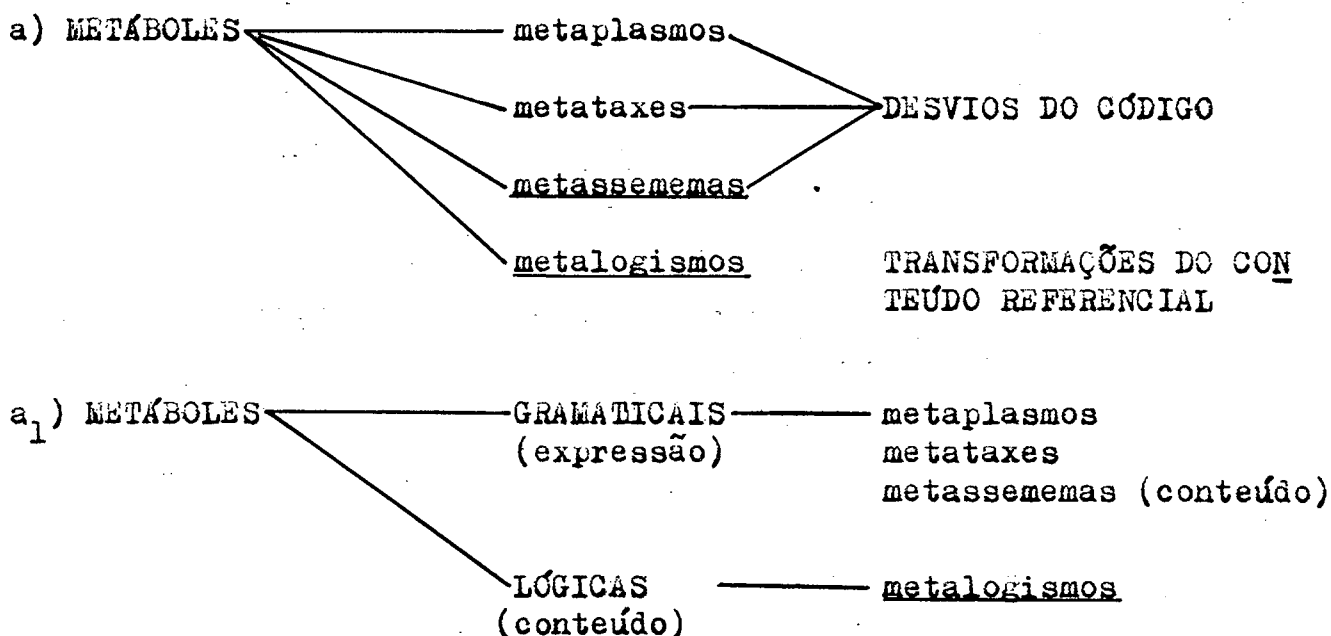 a) METÁBOLES metaplasmos
metataxes DESVIOS DO CÓDIGO
metassememas
metalogismos TRANSFORMAÇÕES DO CON
TEÚDO REFERENCIAL
a1) METÁBOLES GRAMATICAIS metaplasmos
(expressão) metataxes
metassememas (conteúdo)
LÓGICAS metalogismos
(conteúdo)